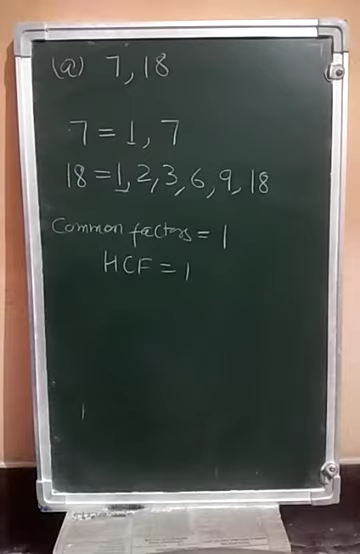 (a) 7, 18
7 = 1, 7
18 = 1, 2, 3, 6, 9, 18
Common factors = 1
HCF = 1